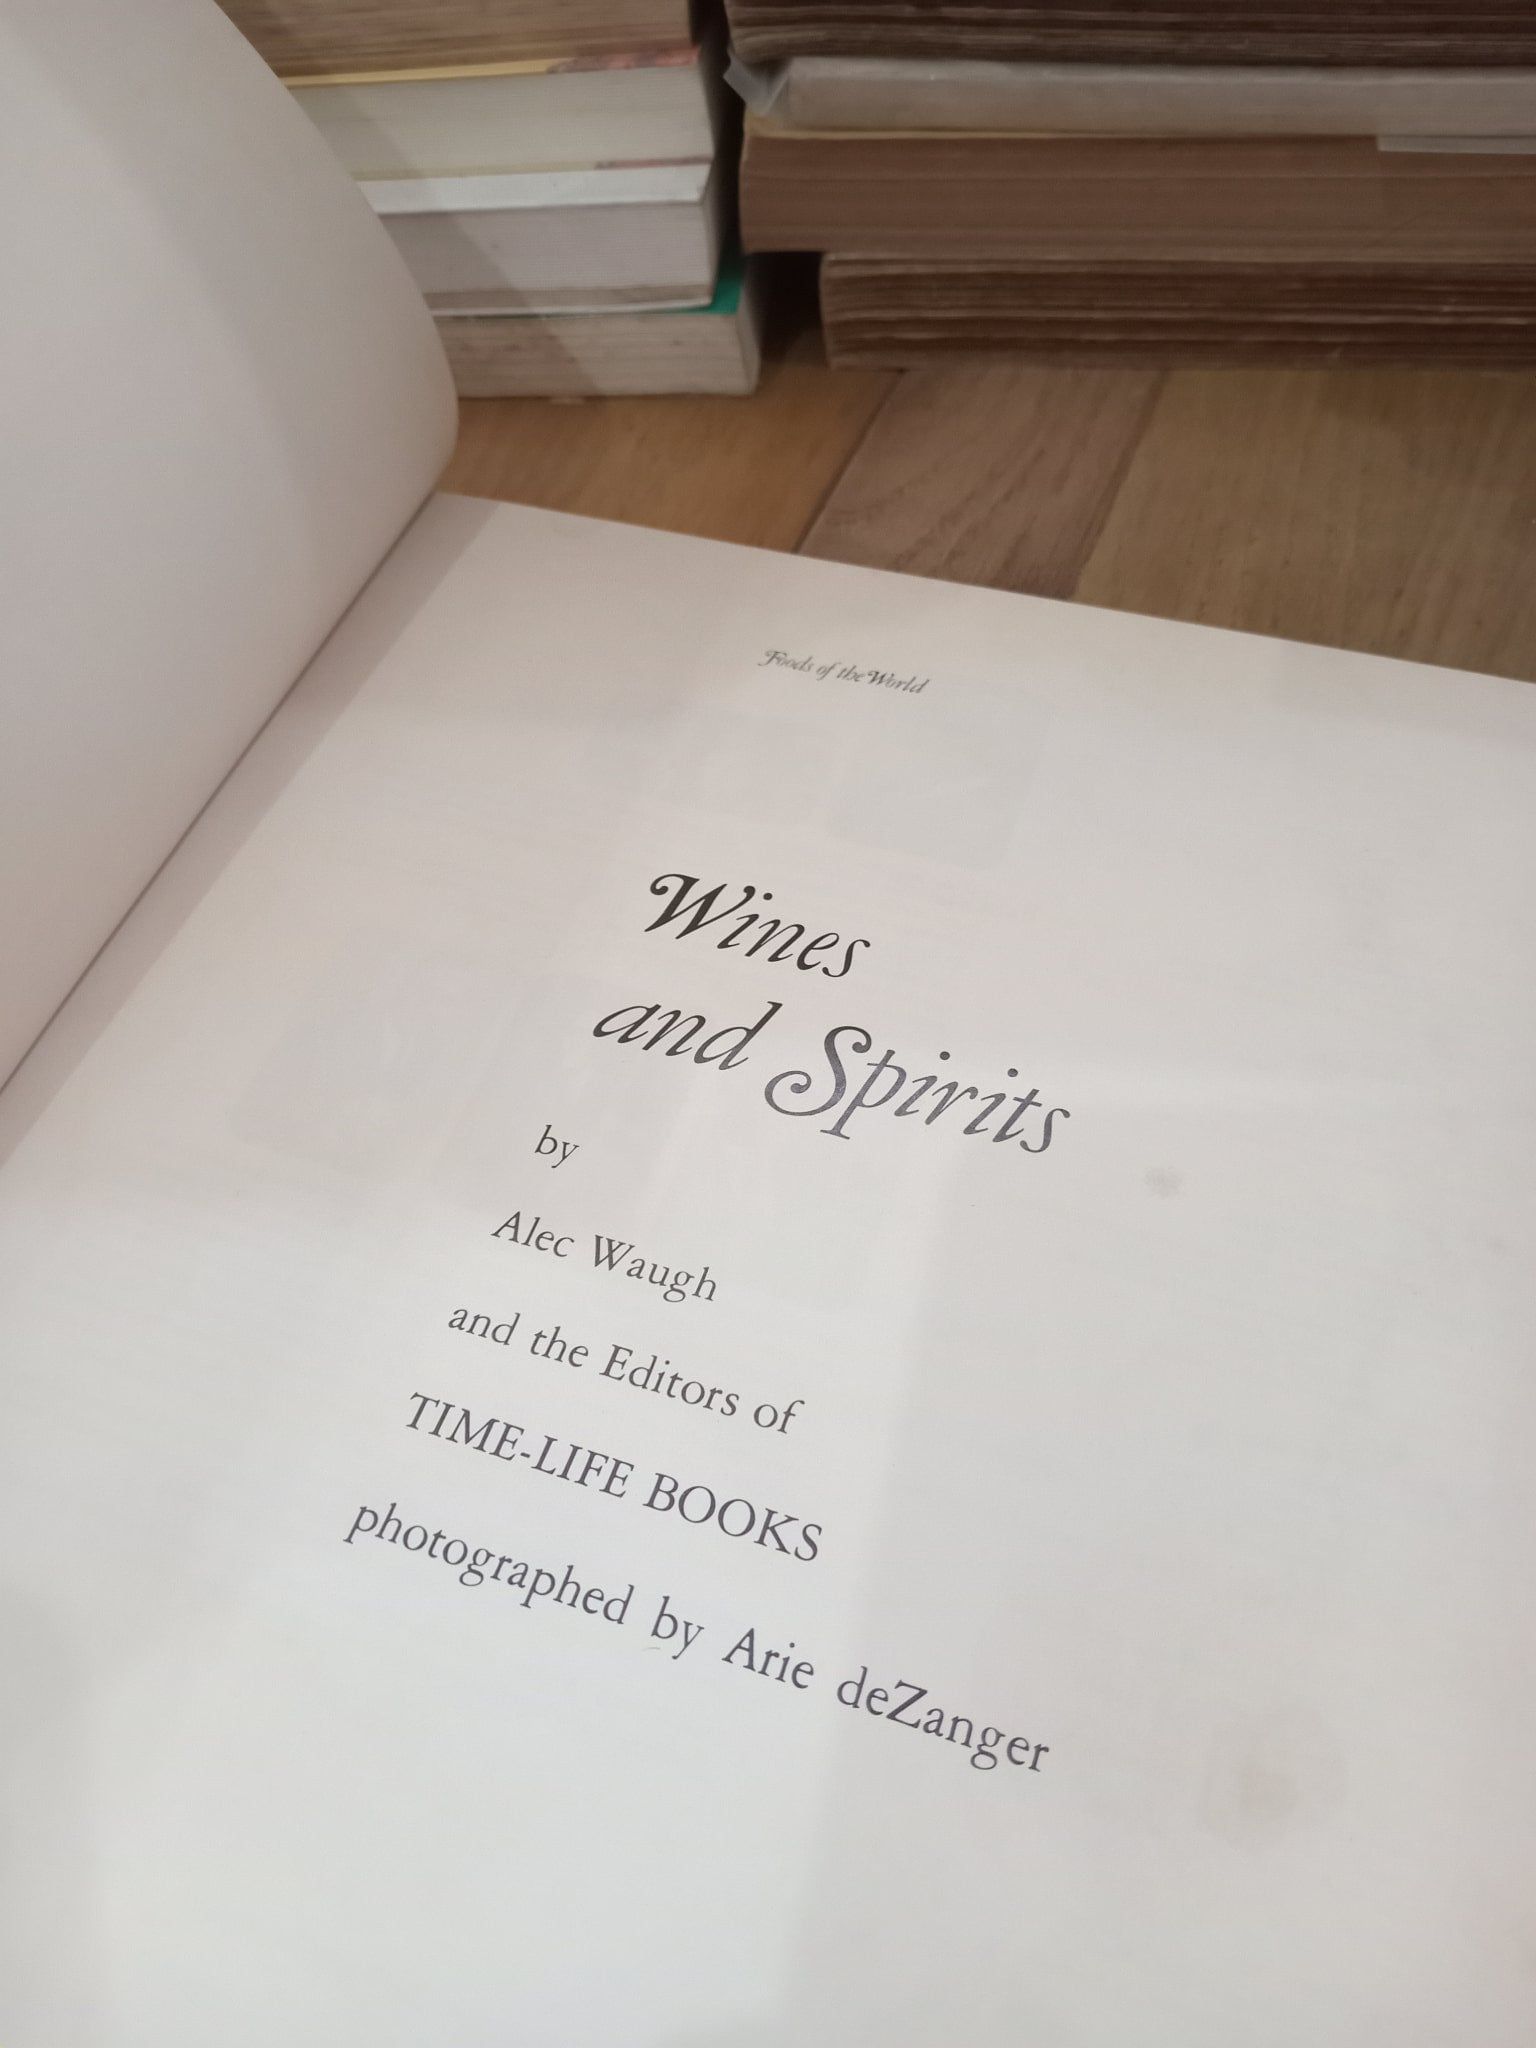 Foods of the World
Wines
and Spirits
by
Alec Waugh
and the Editors of
TIME-LIFE BOOKS
photographed by Arie deZanger